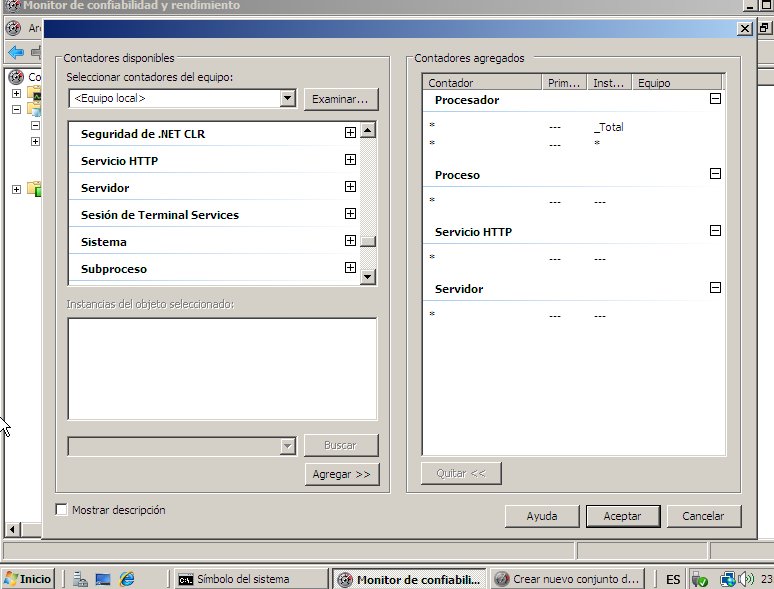 Monitor de confiabilidad y rendimiento
Contadores disponibles
Seleccionar contadores del equipo:
<Equipo local>
Examinar...
Seguridad de .NET CLR
Servicio HTTP
Servidor
Sesión de Terminal Services
Sistema
Subproceso
Instancias del objeto seleccionado:
Buscar
Agregar >>
Mostrar descripción
Contadores agregados
Contador Prim... Inst... Equipo
Procesador
* --- _Total
* --- *
Proceso
* --- ---
Servicio HTTP
* --- ---
Servidor
* --- ---
Quitar <<
Ayuda Aceptar Cancelar
Inicio Símbolo del sistema Monitor de confiabili... Crear nuevo conjunto d... ES 23